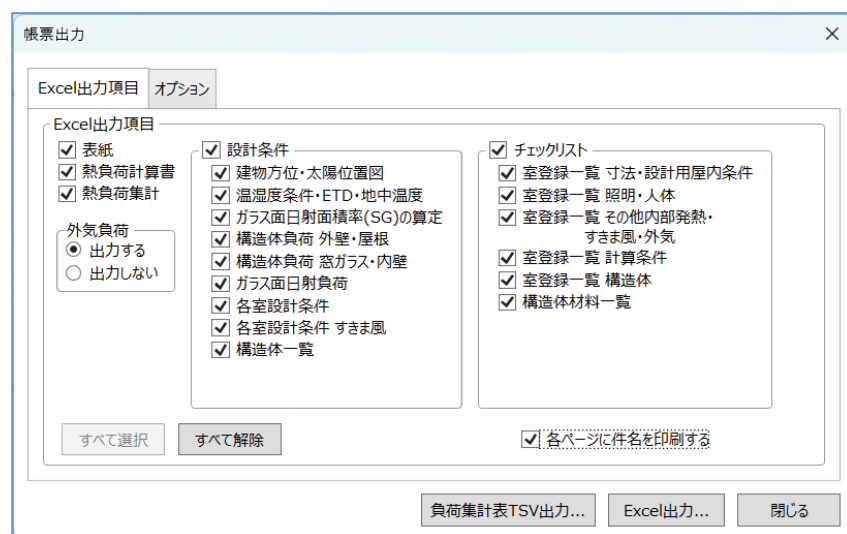 帳票出力
Excel出力項目 オプション
Excel出力項目
表紙
熱負荷計算書
熱負荷集計
外気負荷
出力する
出力しない
設計条件
建物方位・太陽位置図
温湿度条件・ETD・地中温度
ガラス面日射面積率(SG)の算定
構造体負荷 外壁・屋根
構造体負荷 窓ガラス・内壁
ガラス面日射負荷
各室設計条件
各室設計条件 すきま風
構造体一覧
チェックリスト
室登録一覧 寸法・設計用屋内条件
室登録一覧 照明・人体
室登録一覧 その他内部発熱・
すきま風・外気
室登録一覧 計算条件
室登録一覧 構造体
構造体材料一覧
すべて選択 すべて解除
各ページに件名を印刷する
負荷集計表TSV出力... Excel出力... 閉じる